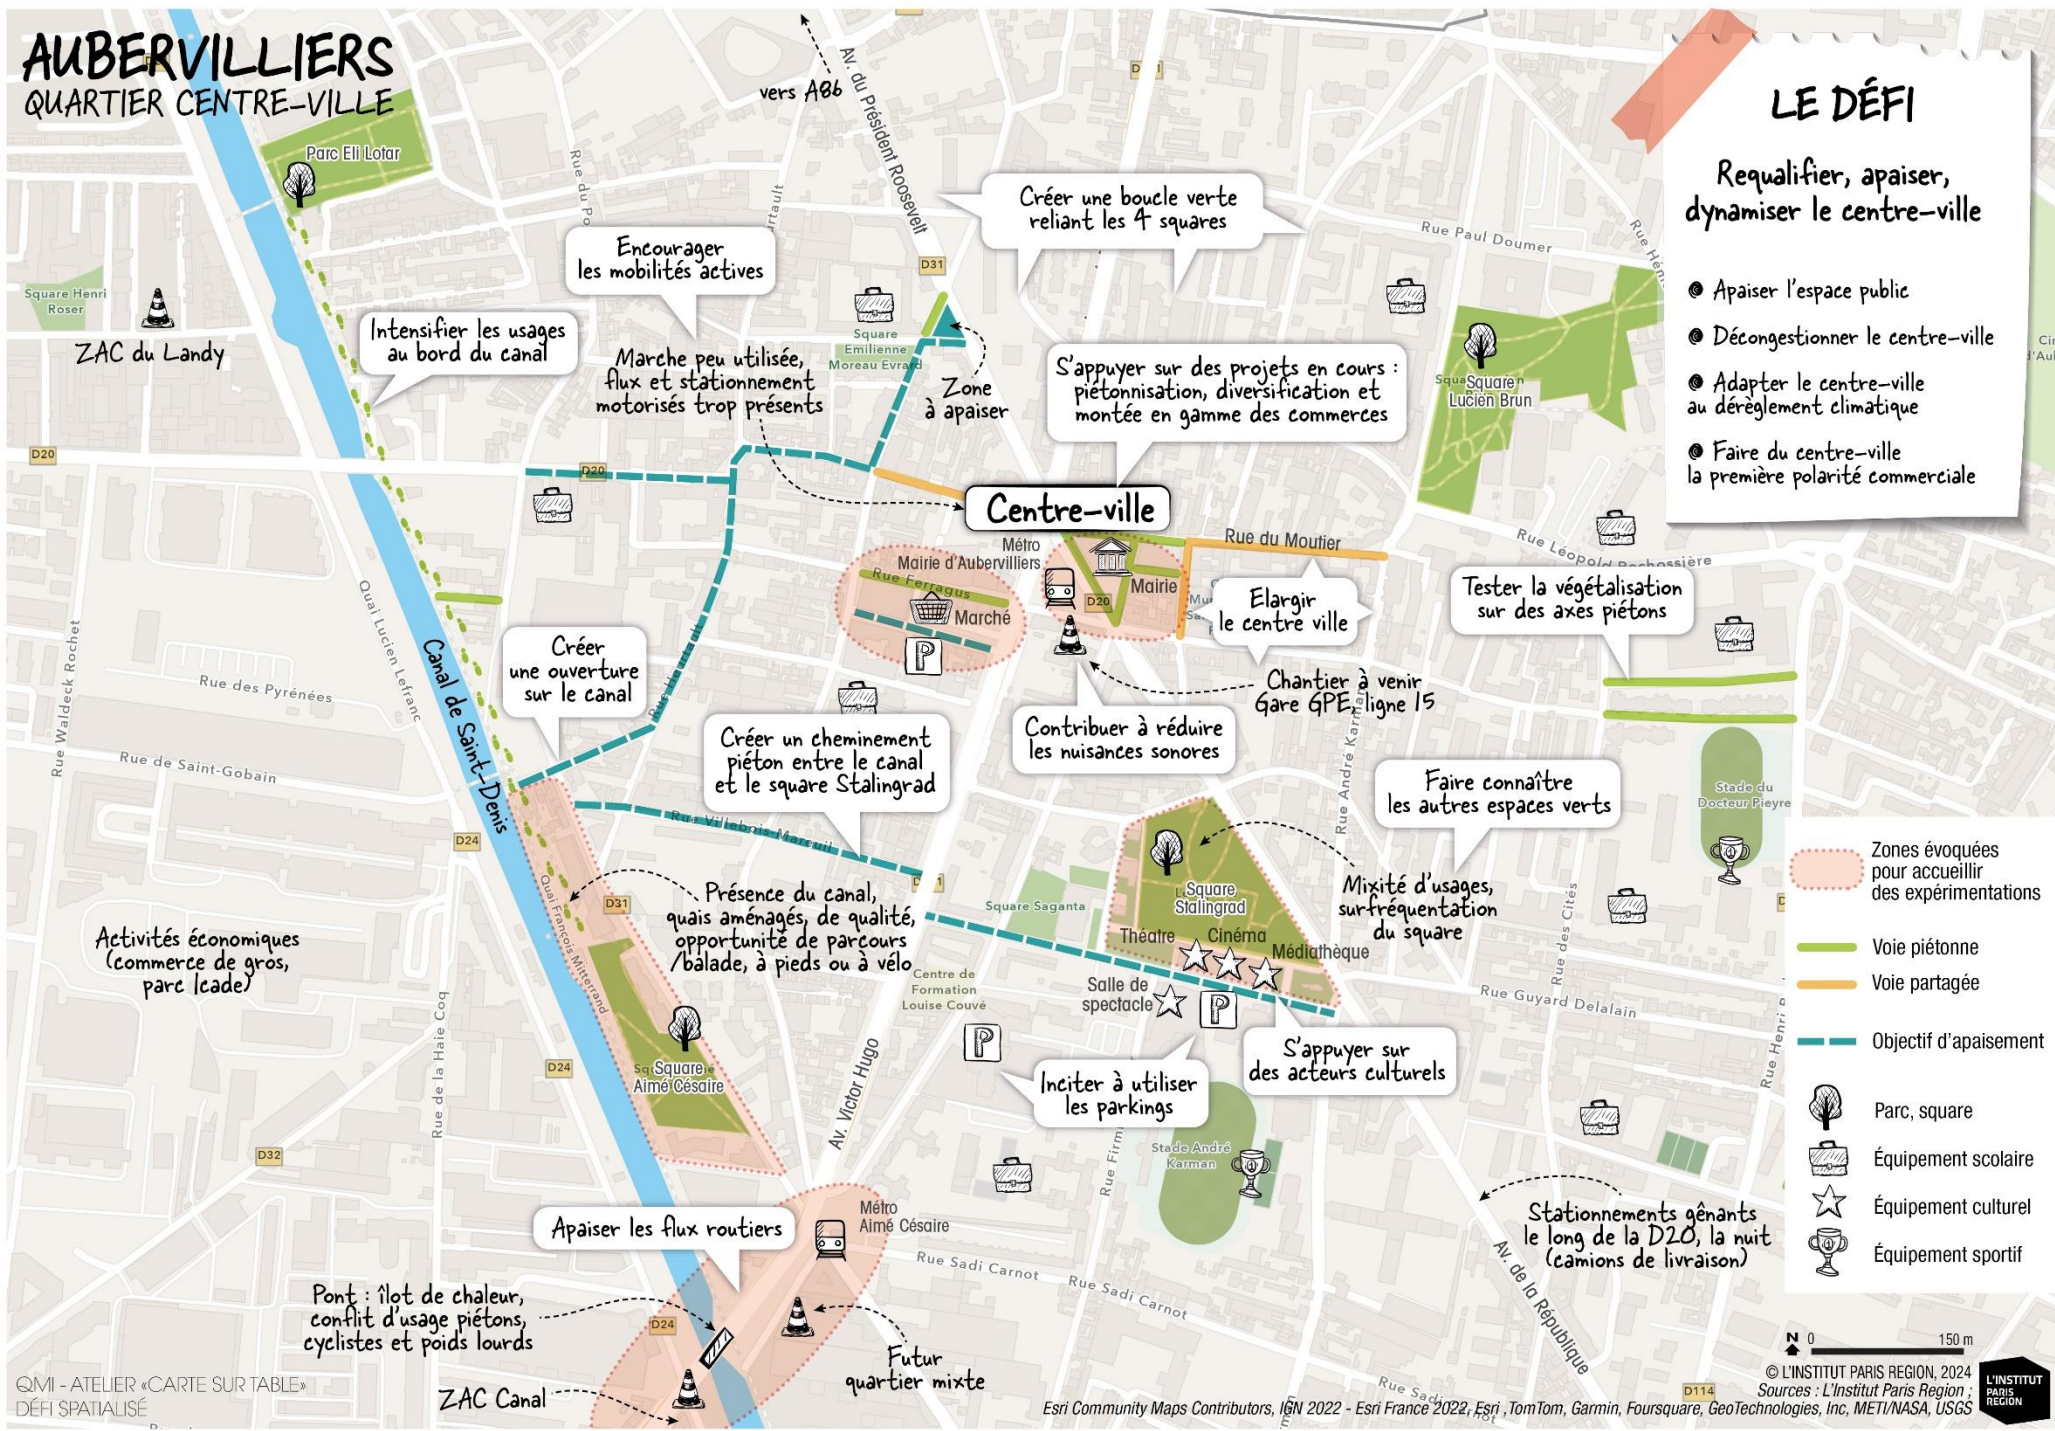 AUBERVILLIERS
QUARTIER CENTRE-VILLE
Parc Eli Lotar
vers A86
Av. du Président Roosevelt
D31
Créer une boucle verte
reliant les 4 squares
Encourager
les mobilités actives
Square Henri
Roser
ZAC du Landy
Intensifier les usages
au bord du canal
Marche peu utilisée,
flux et stationnement
motorisés trop présents
Square
Emilienne
Moreau Evrard
Zone
à apaiser
S'appuyer sur des projets en cours :
piétonnisation, diversification et
montée en gamme des commerces
Rue Paul Doumer
Square
Lucien Brun
LE DÉFI
Requalifier, apaiser,
dynamiser le centre-ville
Apaiser l'espace public
Décongestionner le centre-ville
Adapter le centre-ville
au dérèglement climatique
Faire du centre-ville
la première polarité commerciale
D20
D20
Centre-ville
Rue du Moutier
Métro
Mairie d'Aubervilliers
Rue Ferragus
Marché
P
Mairie
D20
Elargir
le centre ville
Rue Léopold Rechossière
Tester la végétalisation
sur des axes piétons
Quai Lucien Lefranc
Canal de Saint-Denis
Rue Waldeck Rochet
Rue des Pyrénées
Rue de Saint-Gobain
Créer
une ouverture
sur le canal
Rue Heurtault
Créer un cheminement
piéton entre le canal
et le square Stalingrad
Rue Villebois-Mareuil
Contribuer à réduire
les nuisances sonores
Chantier à venir
Gare GPE, ligne 15
Rue André Karman
Faire connaître
les autres espaces verts
Stade du
Docteur Pieyre
D24
D31
Quai François Mitterrand
Présence du canal,
quais aménagés, de qualité,
opportunité de parcours
/balade, à pieds ou à vélo
Square Saganta
Square
Stalingrad
Théatre
Cinéma
Médiathèque
Mixité d'usages,
surfréquentation
du square
Rue des Cités
Activités économiques
(commerce de gros,
parc Icade)
Rue de la Haie Coq
Centre de
Formation
Louise Couvé
Salle de
spectacle
P
P
Rue Guyard Delalain
S'appuyer sur
des acteurs culturels
Inciter à utiliser
les parkings
Square
Aimé Césaire
D24
Av. Victor Hugo
Stade André
Karman
D32
Métro
Aimé Césaire
Apaiser les flux routiers
Rue Sadi Carnot
Rue Sadi Carnot
Stationnements gênants
le long de la D20, la nuit
(camions de livraison)
Av. de la République
Pont : îlot de chaleur,
conflit d'usage piétons,
cyclistes et poids lourds
D24
Futur
quartier mixte
ZAC Canal
Zones évoquées
pour accueillir
des expérimentations
Voie piétonne
Voie partagée
Objectif d'apaisement
Parc, square
Équipement scolaire
Équipement culturel
Équipement sportif
N 0 150 m
D114
© L'INSTITUT PARIS REGION, 2024
Sources : L'Institut Paris Region ;
Esri Community Maps Contributors, IGN 2022 - Esri France 2022, Esri ,TomTom, Garmin, Foursquare, GeoTechnologies, Inc, METI/NASA, USGS
L'INSTITUT
PARIS
REGION
QMI - ATELIER «CARTE SUR TABLE»
DÉFI SPATIALISÉ